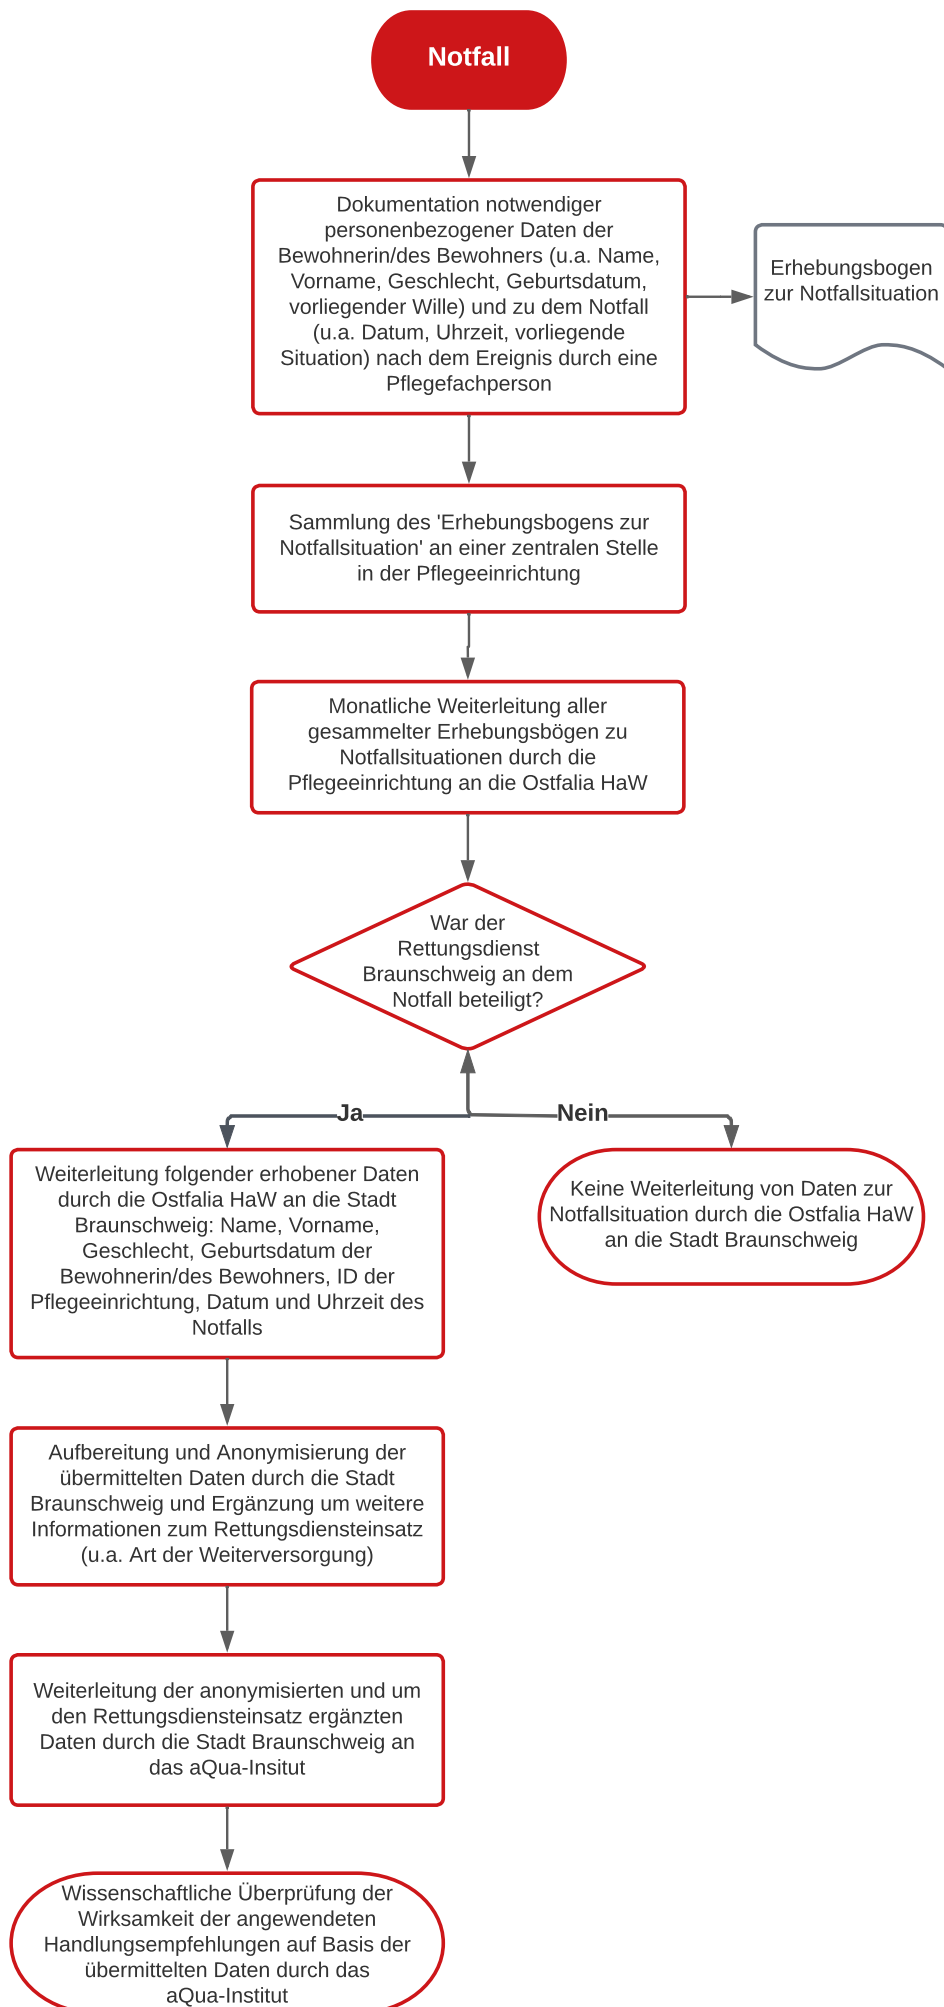 Notfall
Dokumentation notwendiger
personenbezogener Daten der
Bewohnerin/des Bewohners (u.a. Name,
Vorname, Geschlecht, Geburtsdatum,
vorliegender Wille) und zu dem Notfall
(u.a. Datum, Uhrzeit, vorliegende
Situation) nach dem Ereignis durch eine
Pflegefachperson
Erhebungsbogen
zur Notfallsituation
Sammlung des 'Erhebungsbogens zur
Notfallsituation' an einer zentralen Stelle
in der Pflegeeinrichtung
Monatliche Weiterleitung aller
gesammelter Erhebungsbögen zu
Notfallsituationen durch die
Pflegeeinrichtung an die Ostfalia HaW
War der
Rettungsdienst
Braunschweig an dem
Notfall beteiligt?
Ja
Nein
Weiterleitung folgender erhobener Daten
durch die Ostfalia HaW an die Stadt
Braunschweig: Name, Vorname,
Geschlecht, Geburtsdatum der
Bewohnerin/des Bewohners, ID der
Pflegeeinrichtung, Datum und Uhrzeit des
Notfalls
Keine Weiterleitung von Daten zur
Notfallsituation durch die Ostfalia HaW
an die Stadt Braunschweig
Aufbereitung und Anonymisierung der
übermittelten Daten durch die Stadt
Braunschweig und Ergänzung um weitere
Informationen zum Rettungsdiensteinsatz
(u.a. Art der Weiterversorgung)
Weiterleitung der anonymisierten und um
den Rettungsdiensteinsatz ergänzten
Daten durch die Stadt Braunschweig an
das aQua-Insitut
Wissenschaftliche Überprüfung der
Wirksamkeit der angewendeten
Handlungsempfehlungen auf Basis der
übermittelten Daten durch das
aQua-Institut